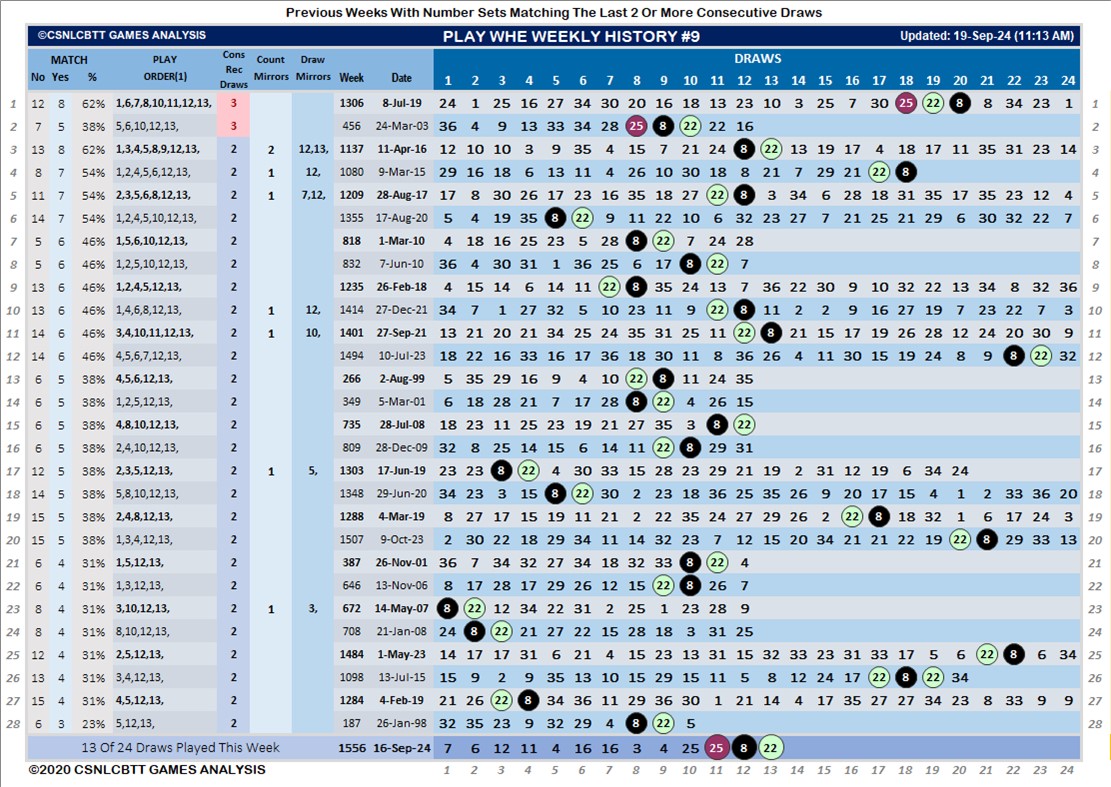 Previous Weeks With Number Sets Matching The Last 2 Or More Consecutive Draws
©CSNLCBTT GAMES ANALYSIS PLAY WHE WEEKLY HISTORY #9 Updated: 19-Sep-24 (11:13 AM)
MATCH PLAY Cons Count Draw DRAWS
No Yes % ORDER(1) Rec Draws Mirrors Mirrors Week Date 1 2 3 4 5 6 7 8 9 10 11 12 13 14 15 16 17 18 19 20 21 22 23 24
1 12 8 62% 1,6,7,8,10,11,12,13, 3 1306 8-Jul-19 24 1 25 16 27 34 30 20 16 18 13 23 10 3 25 7 30 25 22 8 8 34 23 1 1
2 7 5 38% 5,6,10,12,13, 3 456 24-Mar-03 36 4 9 13 33 34 28 25 8 22 22 16 2
3 13 8 62% 1,3,4,5,8,9,12,13, 2 2 12,13, 1137 11-Apr-16 12 10 10 3 9 35 4 15 7 21 24 8 22 13 19 17 4 18 17 11 35 31 23 14 3
4 8 7 54% 1,2,4,5,6,12,13, 2 1 12, 1080 9-Mar-15 29 16 18 6 13 11 4 26 10 30 18 8 21 7 29 21 22 8 4
5 11 7 54% 2,3,5,6,8,12,13, 2 1 7,12, 1209 28-Aug-17 17 8 30 26 17 23 16 35 18 27 22 8 3 34 6 28 18 31 35 17 35 23 12 4 5
6 14 7 54% 1,2,4,5,10,12,13, 2 1355 17-Aug-20 5 4 19 35 8 22 9 11 22 10 6 32 23 27 7 21 25 21 29 6 30 32 22 7 6
7 5 6 46% 1,5,6,10,12,13, 2 818 1-Mar-10 4 18 16 25 23 5 28 8 22 7 24 28 7
8 5 6 46% 1,2,5,10,12,13, 2 832 7-Jun-10 36 4 30 31 1 36 25 6 17 8 22 7 8
9 13 6 46% 1,2,4,5,12,13, 2 1235 26-Feb-18 4 15 14 6 14 11 22 8 35 24 13 7 36 22 30 9 10 32 22 13 34 8 32 36 9
10 13 6 46% 1,4,6,8,12,13, 2 1 12, 1414 27-Dec-21 34 7 1 27 32 5 10 23 11 9 22 8 11 2 2 9 16 27 19 7 23 22 7 3 10
11 14 6 46% 3,4,10,11,12,13, 2 1 10, 1401 27-Sep-21 13 21 20 21 34 25 24 35 31 25 11 22 8 21 15 17 19 26 28 12 24 20 30 9 11
12 14 6 46% 4,5,6,7,12,13, 2 1494 10-Jul-23 18 22 16 33 16 17 36 18 30 11 8 36 26 4 11 30 15 19 24 8 9 8 22 32 12
13 6 5 38% 4,5,6,12,13, 2 266 2-Aug-99 5 35 29 16 9 4 10 22 8 11 24 35 13
14 6 5 38% 1,2,5,12,13, 2 349 5-Mar-01 6 18 28 21 7 17 28 8 22 4 26 15 14
15 6 5 38% 4,8,10,12,13, 2 735 28-Jul-08 18 23 11 25 23 19 21 27 35 3 8 22 15
16 6 5 38% 2,4,10,12,13, 2 809 28-Dec-09 32 8 25 14 15 6 14 11 22 8 29 31 16
17 12 5 38% 2,3,5,12,13, 2 1 5, 1303 17-Jun-19 23 23 8 22 4 30 33 15 28 23 29 21 19 2 31 12 19 6 34 24 17
18 14 5 38% 5,8,10,12,13, 2 1348 29-Jun-20 34 23 3 15 8 22 30 2 23 18 36 25 35 26 9 20 17 15 4 1 2 33 36 20 18
19 15 5 38% 2,4,8,12,13, 2 1288 4-Mar-19 8 27 17 15 19 11 21 2 22 35 24 27 29 26 2 22 8 18 32 1 6 17 24 3 19
20 15 5 38% 1,3,4,12,13, 2 1507 9-Oct-23 2 30 22 18 29 34 11 14 32 23 7 12 15 20 34 21 21 22 19 22 8 29 33 13 20
21 6 4 31% 1,5,12,13, 2 387 26-Nov-01 36 7 34 32 27 34 18 32 33 8 22 4 21
22 6 4 31% 1,3,12,13, 2 646 13-Nov-06 8 17 28 17 29 26 12 15 22 8 26 7 22
23 8 4 31% 3,10,12,13, 2 1 3, 672 14-May-07 8 22 12 34 22 31 2 25 1 23 28 9 23
24 8 4 31% 8,10,12,13, 2 708 21-Jan-08 24 8 22 21 27 22 15 28 18 3 31 25 24
25 12 4 31% 2,5,12,13, 2 1484 1-May-23 14 17 17 31 6 21 4 15 23 13 31 15 32 25 33 17 31 33 17 5 6 22 8 6 34 25
26 13 4 31% 3,4,12,13, 2 1098 13-Jul-15 15 9 2 9 35 13 10 15 29 15 11 5 8 12 24 17 22 8 22 34 26
27 15 4 31% 4,5,12,13, 2 1284 4-Feb-19 21 26 22 8 34 36 11 29 36 30 1 21 14 4 17 35 27 27 34 23 8 33 9 9 27
28 6 3 23% 5,12,13, 2 187 26-Jan-98 32 35 23 9 32 29 4 8 22 5 28
13 Of 24 Draws Played This Week 1556 16-Sep-24 7 6 12 11 4 16 16 3 4 25 25 8 22
©2020 CSNLCBTT GAMES ANALYSIS 1 2 3 4 5 6 7 8 9 10 11 12 13 14 15 16 17 18 19 20 21 22 23 24